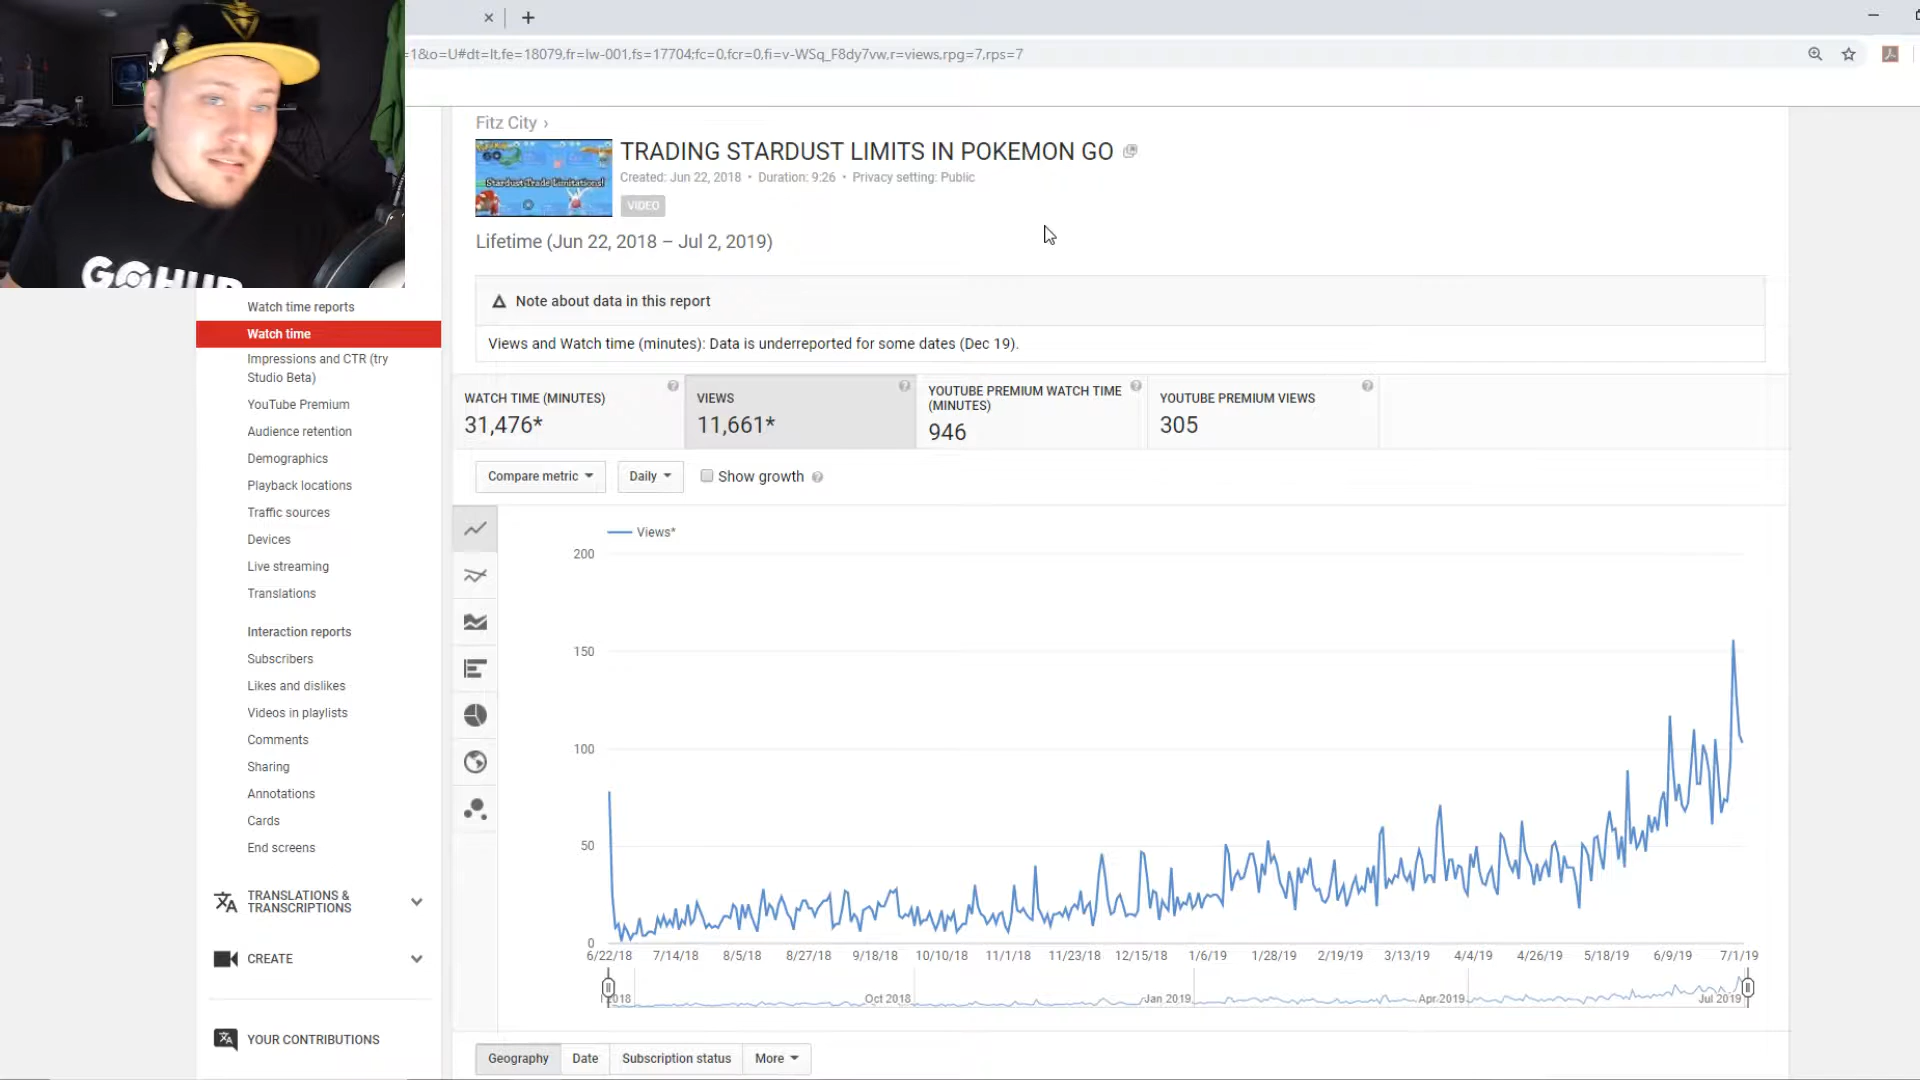 =1&o=U#dt=lt,fe=18079,fr=lw-001,fs=17704;fc=0,fcr=0,fi=v-WSq_F8dy7vw,r=views,rpg=7,rps=7
GOHUB
Fitz City ›
Stardust Trade Limitations!
TRADING STARDUST LIMITS IN POKEMON GO
Created: Jun 22, 2018 • Duration: 9:26 • Privacy setting: Public
VIDEO
Lifetime (Jun 22, 2018 – Jul 2, 2019)
Note about data in this report
Views and Watch time (minutes): Data is underreported for some dates (Dec 19).
Watch time reports
Watch time
Impressions and CTR (try
Studio Beta)
YouTube Premium
Audience retention
Demographics
Playback locations
Traffic sources
Devices
Live streaming
Translations
Interaction reports
Subscribers
Likes and dislikes
Videos in playlists
Comments
Sharing
Annotations
Cards
End screens
TRANSLATIONS &
TRANSCRIPTIONS
CREATE
YOUR CONTRIBUTIONS
WATCH TIME (MINUTES)
31,476*
VIEWS
11,661*
YOUTUBE PREMIUM WATCH TIME
(MINUTES)
946
YOUTUBE PREMIUM VIEWS
305
Compare metric
Daily
Show growth
Views*
200
150
100
50
0
6/22/18 7/14/18 8/5/18 8/27/18 9/18/18 10/10/18 11/1/18 11/23/18 12/15/18 1/6/19 1/28/19 2/19/19 3/13/19 4/4/19 4/26/19 5/18/19 6/9/19 7/1/19
2018 Oct 2018 Jan 2019 Apr 2019 Jul 2019
Geography Date Subscription status More